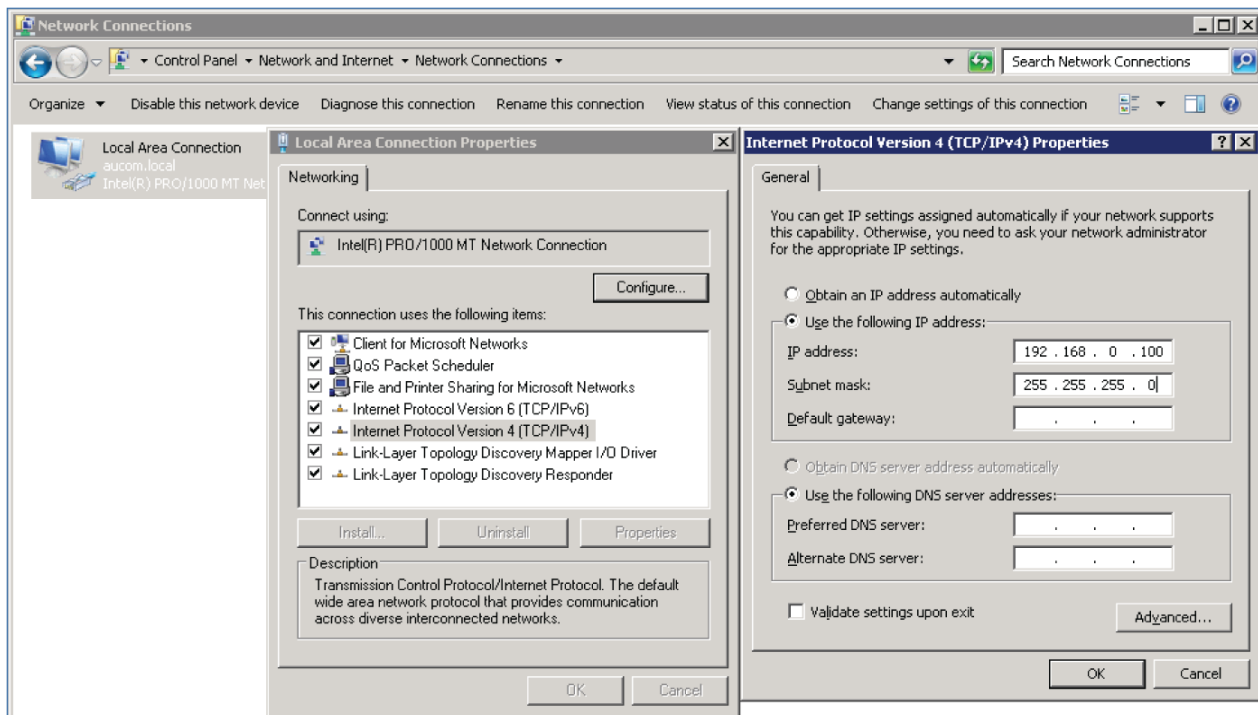 Network Connections
Control Panel Network and Internet Network Connections
Search Network Connections
Organize Disable this network device Diagnose this connection Rename this connection View status of this connection Change settings of this connection
Local Area Connection
aucom.local
Intel(R) PRO/1000 MT Net
Local Area Connection Properties
Networking
Connect using:
Intel(R) PRO/1000 MT Network Connection
Configure...
This connection uses the following items:
Client for Microsoft Networks
QoS Packet Scheduler
File and Printer Sharing for Microsoft Networks
Internet Protocol Version 6 (TCP/IPv6)
Internet Protocol Version 4 (TCP/IPv4)
Link-Layer Topology Discovery Mapper I/O Driver
Link-Layer Topology Discovery Responder
Install... Uninstall Properties
Description
Transmission Control Protocol/Internet Protocol. The default
wide area network protocol that provides communication
across diverse interconnected networks.
OK Cancel
Internet Protocol Version 4 (TCP/IPv4) Properties
General
You can get IP settings assigned automatically if your network supports
this capability. Otherwise, you need to ask your network administrator
for the appropriate IP settings.
Obtain an IP address automatically
Use the following IP address:
IP address: 192 . 168 . 0 . 100
Subnet mask: 255 . 255 . 255 . 0
Default gateway: . . .
Obtain DNS server address automatically
Use the following DNS server addresses:
Preferred DNS server: . . .
Alternate DNS server: . . .
Validate settings upon exit
Advanced...
OK Cancel